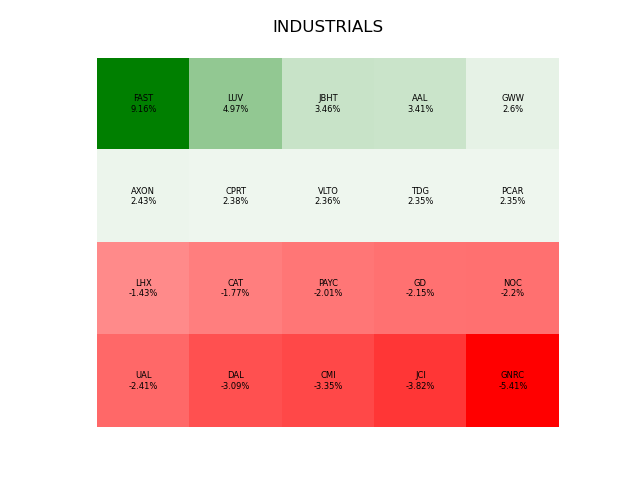 INDUSTRIALS
FAST
9.16%
LUV
4.97%
JBHT
3.46%
AAL
3.41%
GWW
2.6%
AXON
2.43%
CPRT
2.38%
VLTO
2.36%
TDG
2.35%
PCAR
2.35%
LHX
-1.43%
CAT
-1.77%
PAYC
-2.01%
GD
-2.15%
NOC
-2.2%
UAL
-2.41%
DAL
-3.09%
CMI
-3.35%
JCI
-3.82%
GNRC
-5.41%